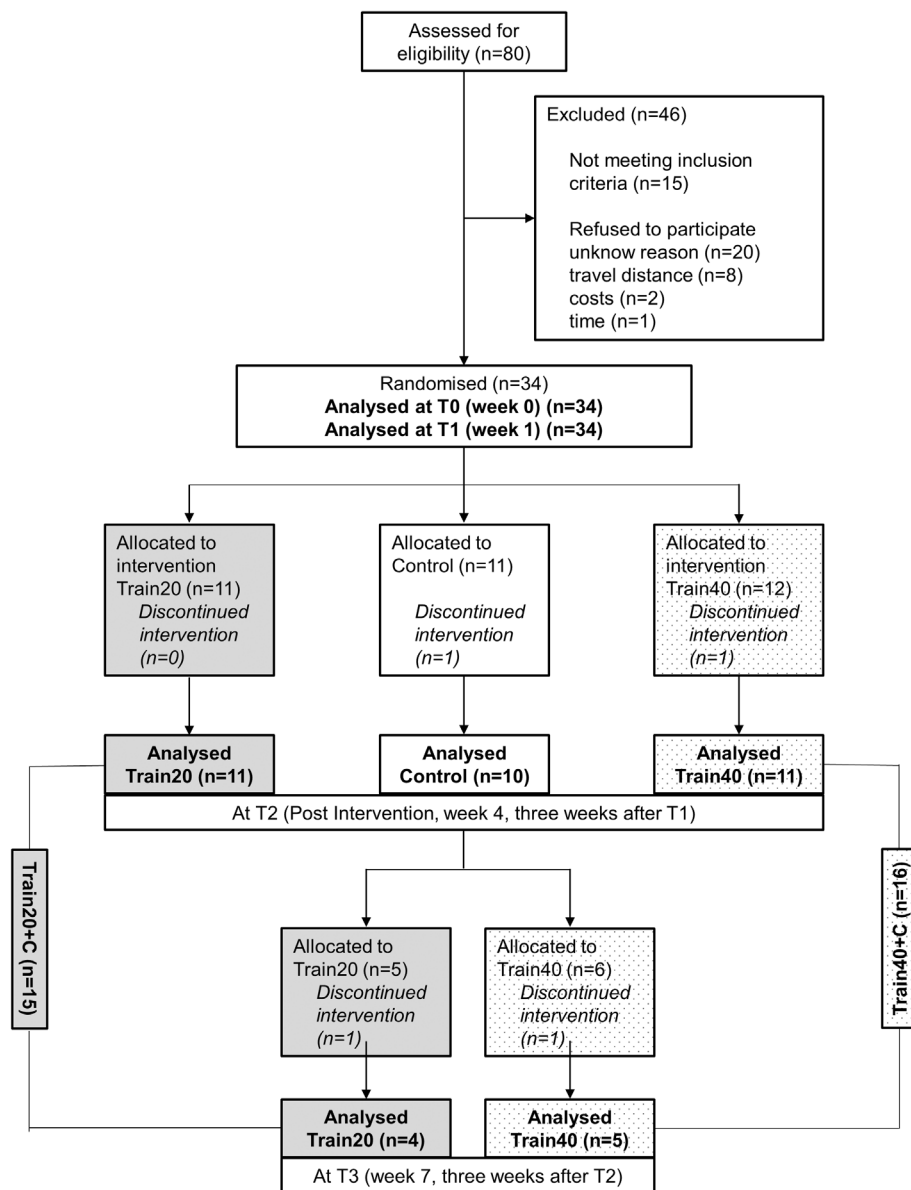 Assessed for
eligibility (n=80)
Excluded (n=46)
Not meeting inclusion
criteria (n=15)
Refused to participate
unknow reason (n=20)
travel distance (n=8)
costs (n=2)
time (n=1)
Randomised (n=34)
Analysed at T0 (week 0) (n=34)
Analysed at T1 (week 1) (n=34)
Allocated to
intervention
Train20 (n=11)
Discontinued
intervention
(n=0)
Allocated to
Control (n=11)
Discontinued
intervention
(n=1)
Allocated to
intervention
Train40 (n=12)
Discontinued
intervention
(n=1)
Analysed
Train20 (n=11)
Analysed
Control (n=10)
Analysed
Train40 (n=11)
At T2 (Post Intervention, week 4, three weeks after T1)
Train20+C
(n=15)
Train40+C (n=16)
Allocated to
Train20 (n=5)
Discontinued
intervention
(n=1)
Allocated to
Train40 (n=6)
Discontinued
intervention
(n=1)
Analysed
Train20 (n=4)
Analysed
Train40 (n=5)
At T3 (week 7, three weeks after T2)